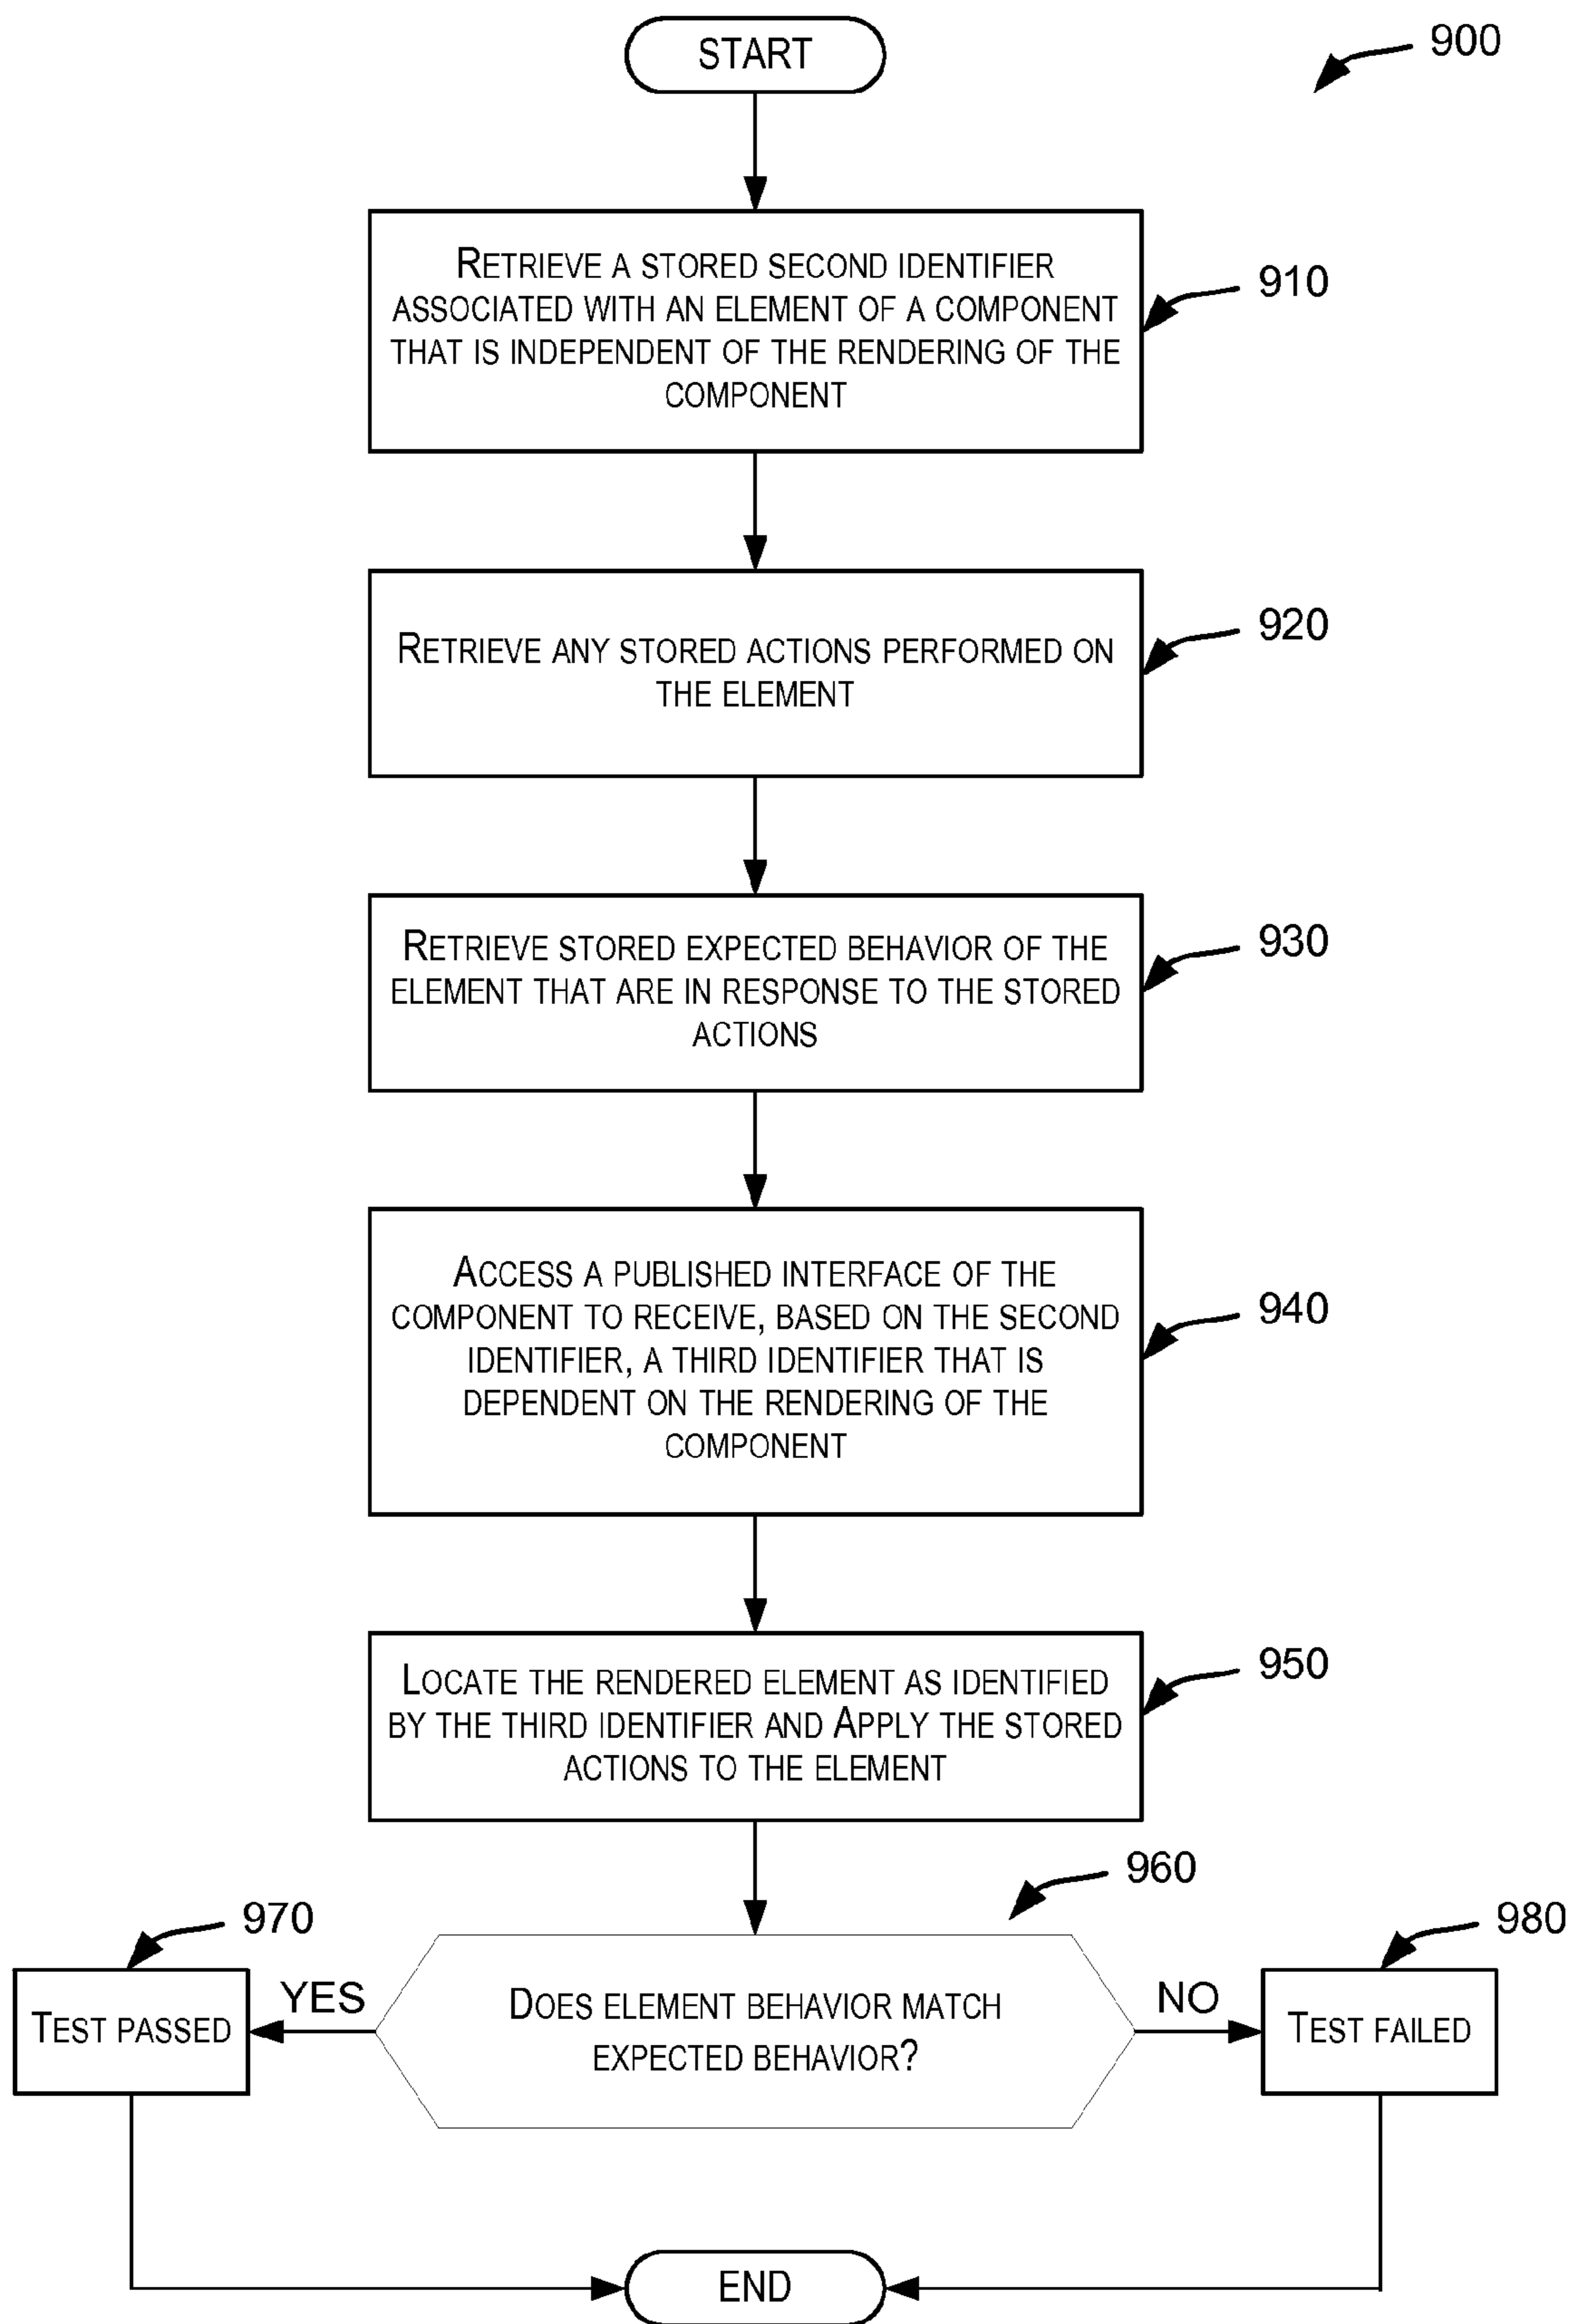 START
900
RETRIEVE A STORED SECOND IDENTIFIER
ASSOCIATED WITH AN ELEMENT OF A COMPONENT
THAT IS INDEPENDENT OF THE RENDERING OF THE
COMPONENT
910
RETRIEVE ANY STORED ACTIONS PERFORMED ON
THE ELEMENT
920
RETRIEVE STORED EXPECTED BEHAVIOR OF THE
ELEMENT THAT ARE IN RESPONSE TO THE STORED
ACTIONS
930
ACCESS A PUBLISHED INTERFACE OF THE
COMPONENT TO RECEIVE, BASED ON THE SECOND
IDENTIFIER, A THIRD IDENTIFIER THAT IS
DEPENDENT ON THE RENDERING OF THE
COMPONENT
940
LOCATE THE RENDERED ELEMENT AS IDENTIFIED
BY THE THIRD IDENTIFIER AND APPLY THE STORED
ACTIONS TO THE ELEMENT
950
960
970
980
TEST PASSED
YES
DOES ELEMENT BEHAVIOR MATCH
EXPECTED BEHAVIOR?
NO
TEST FAILED
END